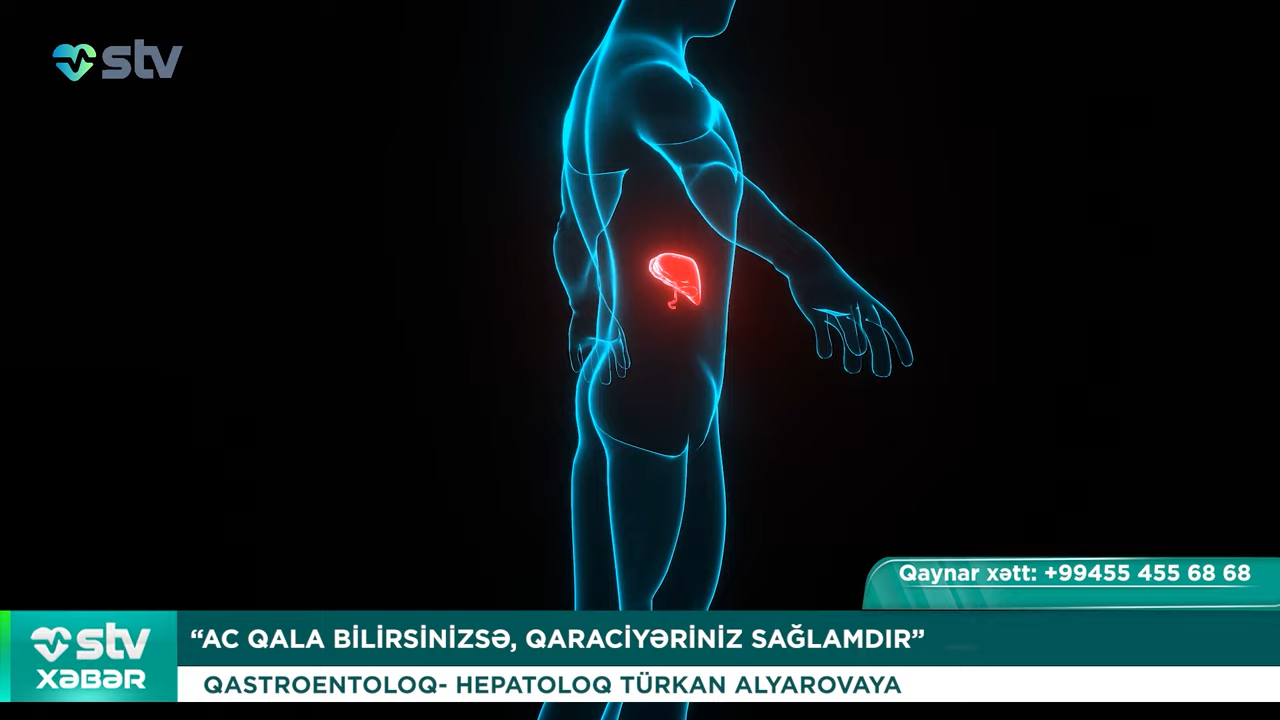 stv
Qaynar xətt: +99455 455 68 68
stv
XƏBƏR
“AC QALA BİLİRSİNİZSƏ, QARACİYƏRİNİZ SAĞLAMDIR”
QASTROENTOLOQ- HEPATOLOQ TÜRKAN ALYAROVAYA